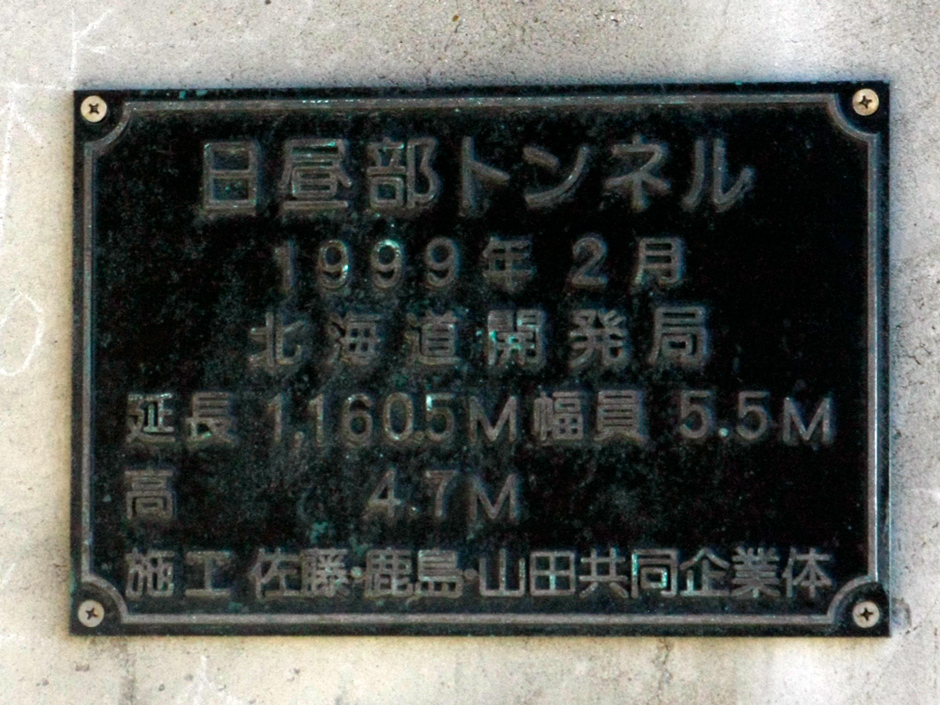 日昼部トンネル
1999年2月
北海道開発局
延長 1,160.5M 幅員 5.5M
高 4.7M
施工 佐藤・鹿島・山田共同企業体